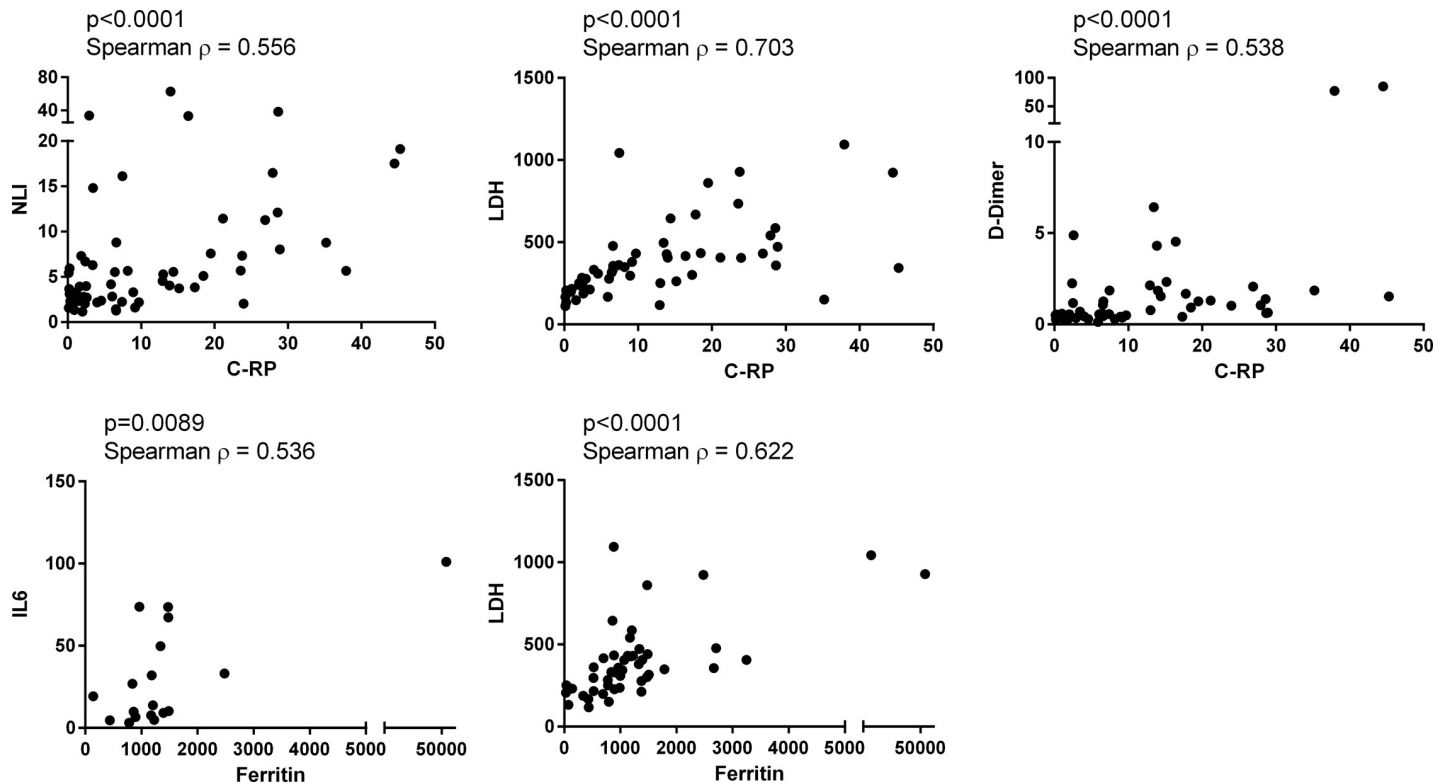 p<0.0001
Spearman ρ = 0.556
80
40
20
15
10
5
0
NLI
0 10 20 30 40 50
C-RP
p<0.0001
Spearman ρ = 0.703
1500
1000
500
0
LDH
0 10 20 30 40 50
C-RP
p<0.0001
Spearman ρ = 0.538
100
50
10
5
0
D-Dimer
0 10 20 30 40 50
C-RP
p=0.0089
Spearman ρ = 0.536
150
100
50
0
IL6
0 1000 2000 3000 4000 5000 50000
Ferritin
p<0.0001
Spearman ρ = 0.622
1500
1000
500
0
LDH
0 1000 2000 3000 4000 5000 50000
Ferritin